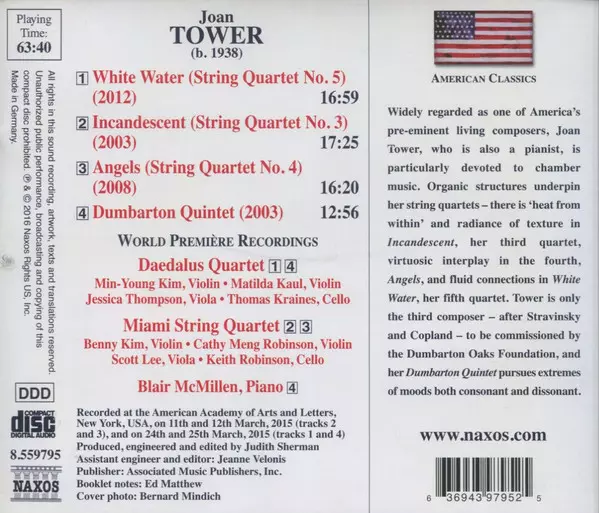 Playing
Time:
63:40
All rights in this sound recording, artwork, texts and translations reserved.
Unauthorized public performance, broadcasting and copying of this
compact disc prohibited. ℗ & © 2016 Naxos Rights US, Inc.
Made in Germany.
DDD
COMPACT
disc
DIGITAL AUDIO
8.559795
NAXOS
Joan
TOWER
(b. 1938)
1 White Water (String Quartet No. 5)
(2012) 16:59
2 Incandescent (String Quartet No. 3)
(2003) 17:25
3 Angels (String Quartet No. 4)
(2008) 16:20
4 Dumbarton Quintet (2003) 12:56
WORLD PREMIÈRE RECORDINGS
Daedalus Quartet 1 4
Min-Young Kim, Violin • Matilda Kaul, Violin
Jessica Thompson, Viola • Thomas Kraines, Cello
Miami String Quartet 2 3
Benny Kim, Violin • Cathy Meng Robinson, Violin
Scott Lee, Viola • Keith Robinson, Cello
Blair McMillen, Piano 4
Recorded at the American Academy of Arts and Letters,
New York, USA, on 11th and 12th March, 2015 (tracks 2
and 3), and on 24th and 25th March, 2015 (tracks 1 and 4)
Produced, engineered and edited by Judith Sherman
Assistant engineer and editor: Jeanne Velonis
Publisher: Associated Music Publishers, Inc.
Booklet notes: Ed Matthew
Cover photo: Bernard Mindich
AMERICAN CLASSICS
Widely regarded as one of America's
pre-eminent living composers, Joan
Tower, who is also a pianist, is
particularly devoted to chamber
music. Organic structures underpin
her string quartets – there is 'heat from
within' and radiance of texture in
Incandescent, her third quartet,
virtuosic interplay in the fourth,
Angels, and fluid connections in White
Water, her fifth quartet. Tower is only
the third composer – after Stravinsky
and Copland – to be commissioned by
the Dumbarton Oaks Foundation, and
her Dumbarton Quintet pursues extremes
of moods both consonant and dissonant.
www.naxos.com
6 36943 97952 5